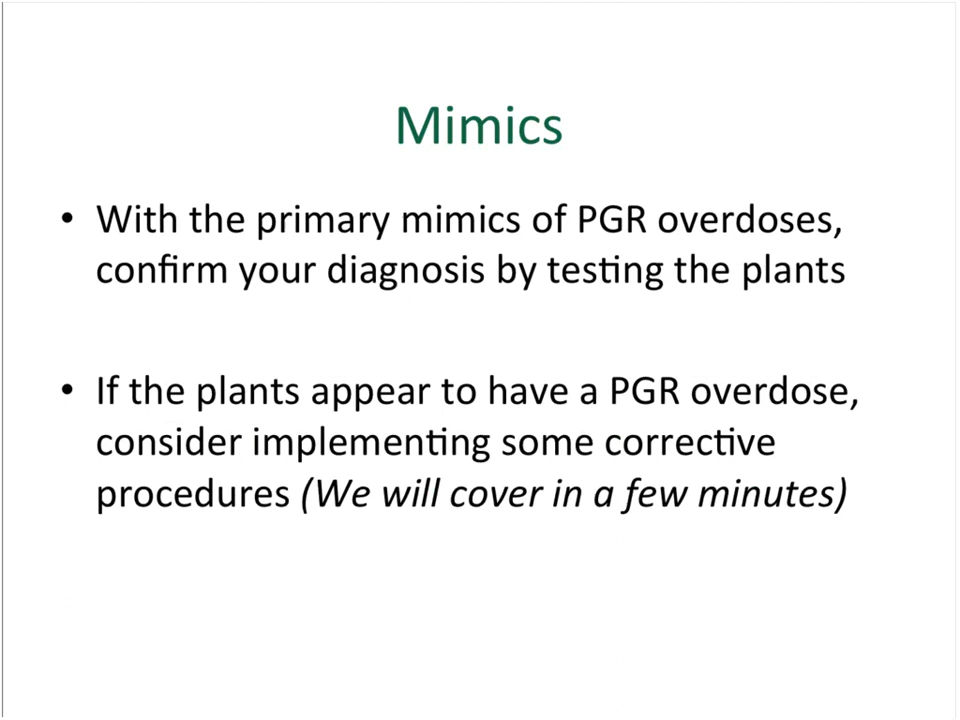 Mimics
• With the primary mimics of PGR overdoses,
confirm your diagnosis by testing the plants
• If the plants appear to have a PGR overdose,
consider implementing some corrective
procedures (We will cover in a few minutes)